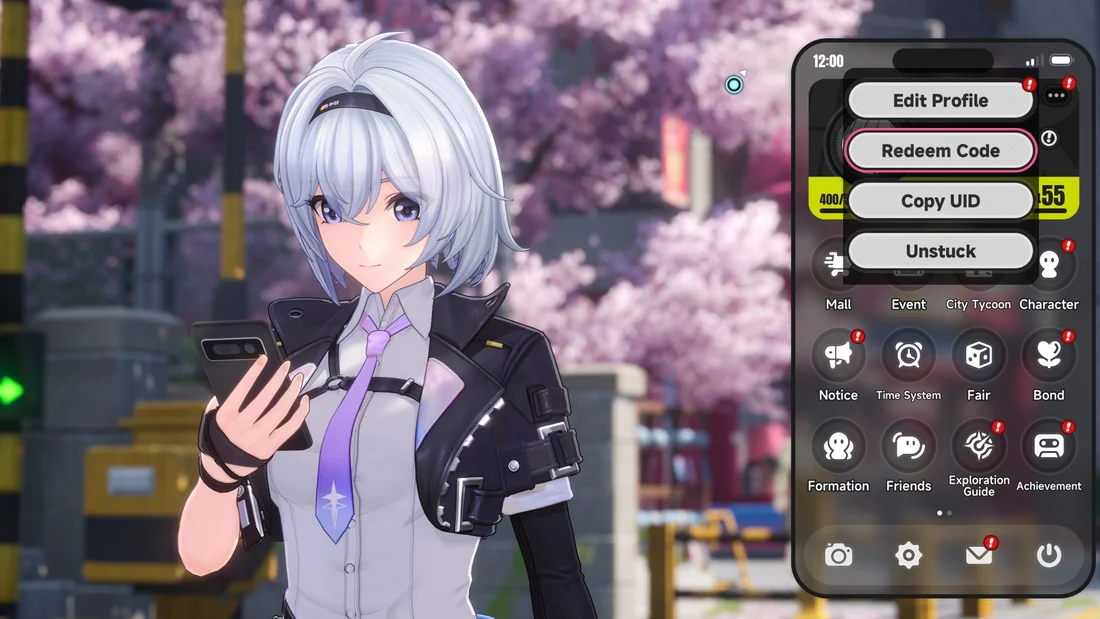 12:00
Edit Profile
Redeem Code
Copy UID
Unstuck
400/
55
Mall
Event
City Tycoon
Character
Notice
Time System
Fair
Bond
Formation
Friends
Exploration
Guide
Achievement